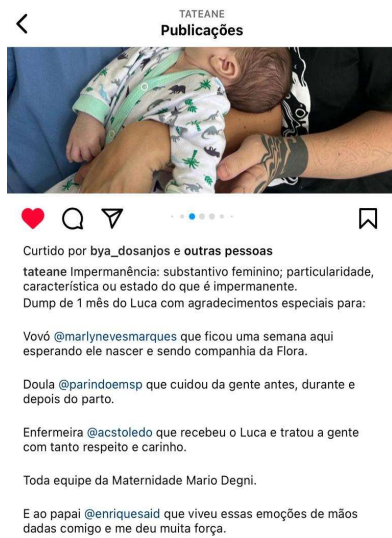 TATEANE
Publicações
Curtido por bya_dosanjos e outras pessoas
tateane Impermanência: substantivo feminino; particularidade,
característica ou estado do que é impermanente.
Dump de 1 mês do Luca com agradecimentos especiais para:
Vovó @marlynevesmarques que ficou uma semana aqui
esperando ele nascer e sendo companhia da Flora.
Doula @parindoemsp que cuidou da gente antes, durante e
depois do parto.
Enfermeira @acstoledo que recebeu o Luca e tratou a gente
com tanto respeito e carinho.
Toda equipe da Maternidade Mario Degni.
E ao papai @enriquesaid que viveu essas emoções de mãos
dadas comigo e me deu muita força.